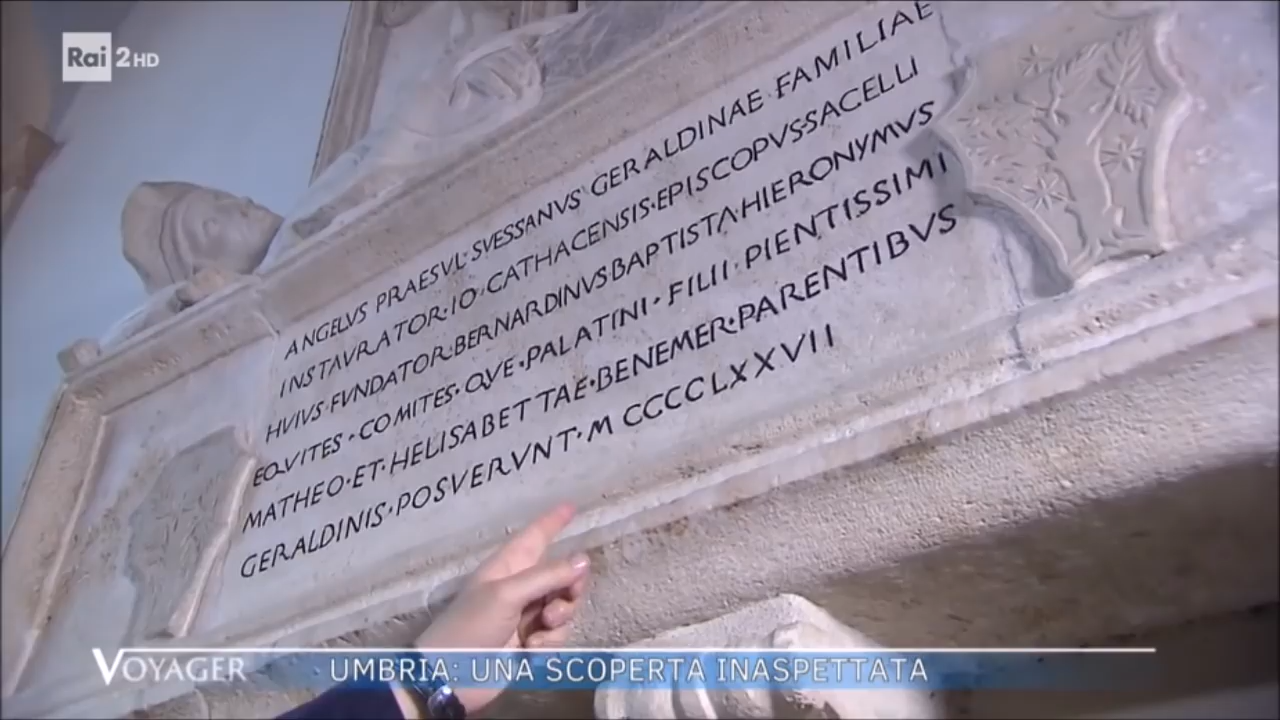 Rai 2HD
ANGELVS PRAESVL·SVESSANVS GERALDINAE FAMILIAE
INSTAVRATOR·IO·CATHACENSIS·EPISCOPVS·SACELLI
HVIVS·FVNDATOR·BERNARDINVS·BAPTISTA·HIERONYMVS
EQVITES·COMITES·QVE·PALATINI·FILII·PIENTISSIMI
MATHEO·ET·HELISABETTAE·BENEMER·PARENTIBVS
GERALDINIS·POSVERVNT·M CCCCLXXVII
VOYAGER
UMBRIA: UNA SCOPERTA INASPETTATA